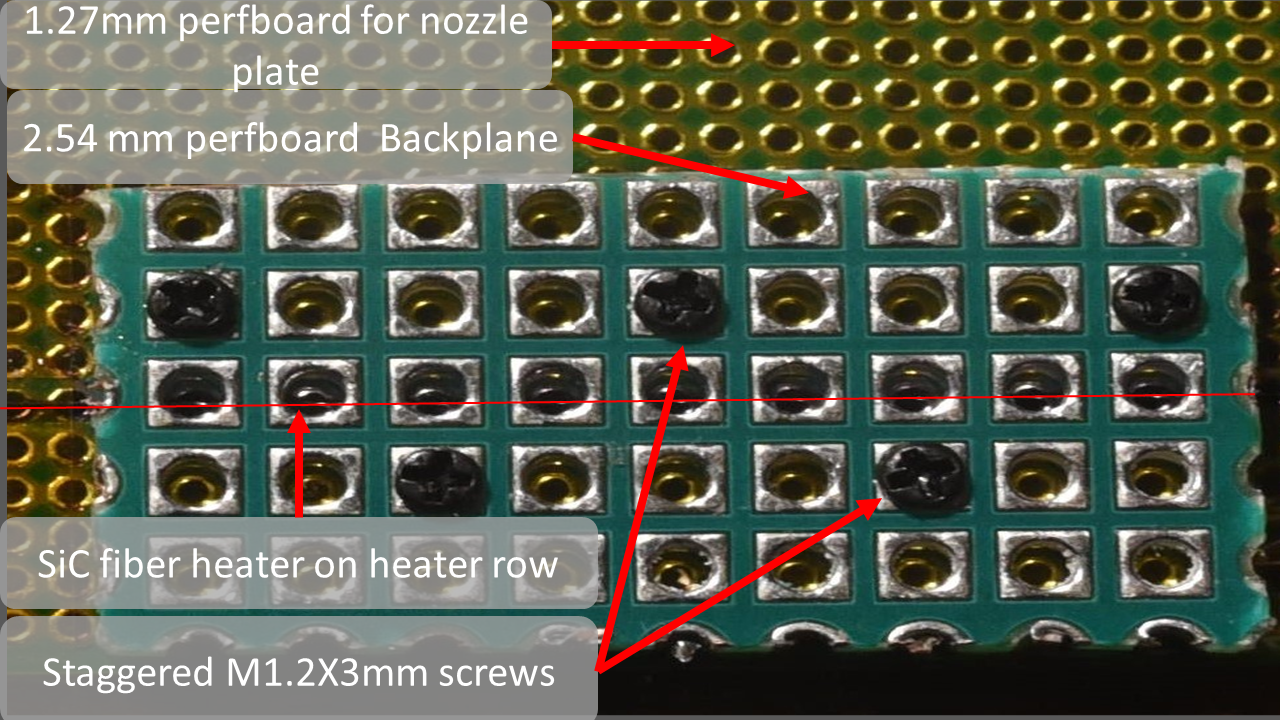 1.27mm perfboard for nozzle
plate
2.54 mm perfboard  Backplane
SiC fiber heater on heater row
Staggered M1.2X3mm screws